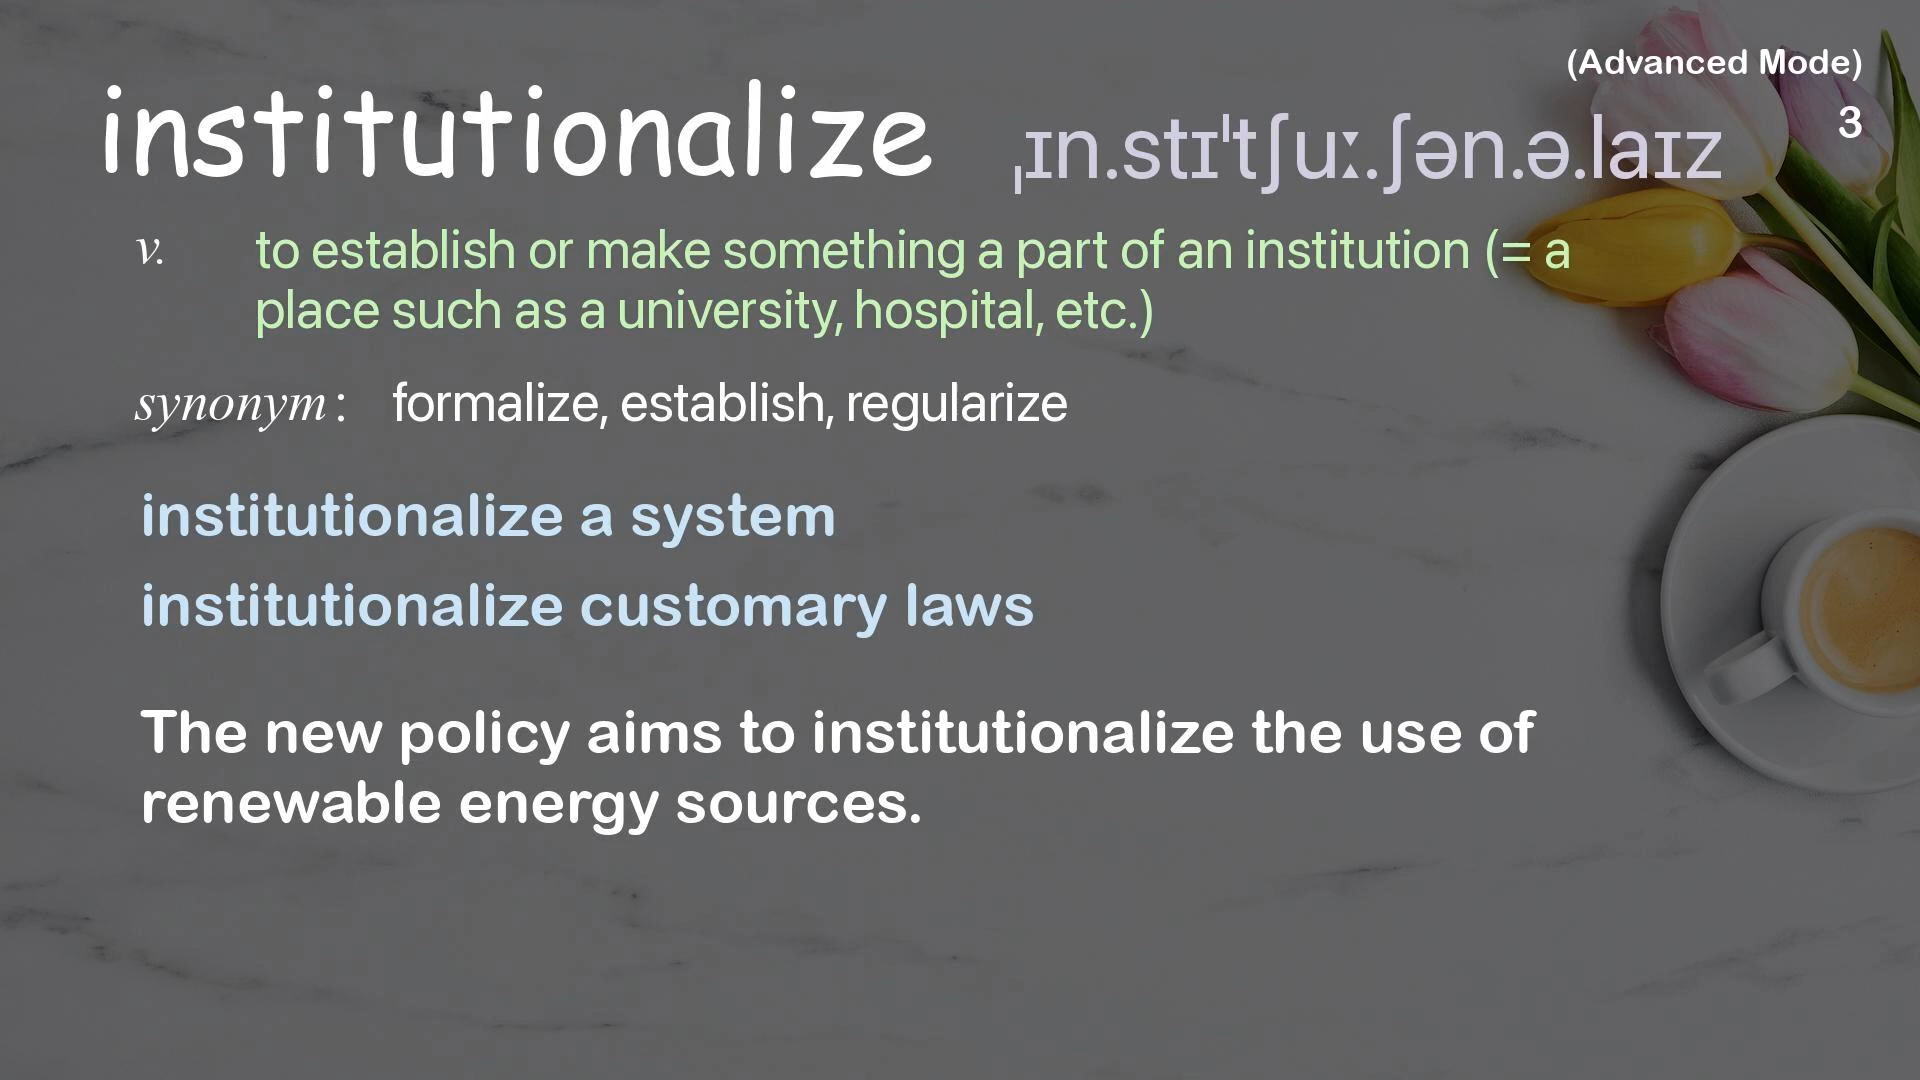 (Advanced Mode)
institutionalize ˌɪn.stɪˈtʃuː.ʃən.ə.laɪz 3
v. to establish or make something a part of an institution (= a
place such as a university, hospital, etc.)
synonym: formalize, establish, regularize
institutionalize a system
institutionalize customary laws
The new policy aims to institutionalize the use of
renewable energy sources.